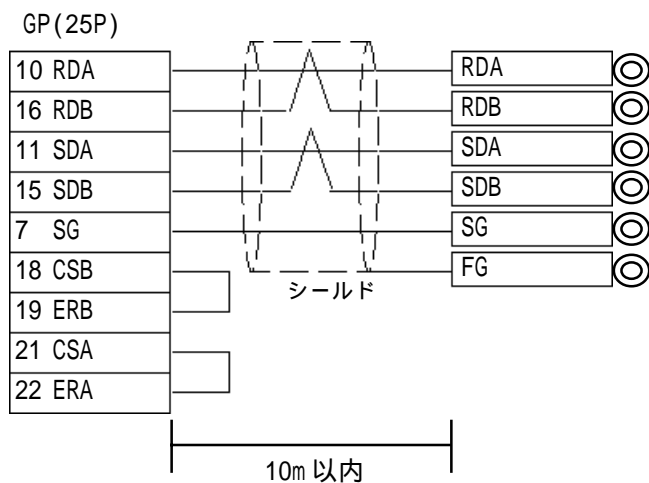 GP(25P)
10 RDA
16 RDB
11 SDA
15 SDB
7 SG
18 CSB
19 ERB
21 CSA
22 ERA
シールド
RDA
RDB
SDA
SDB
SG
FG
10m 以内